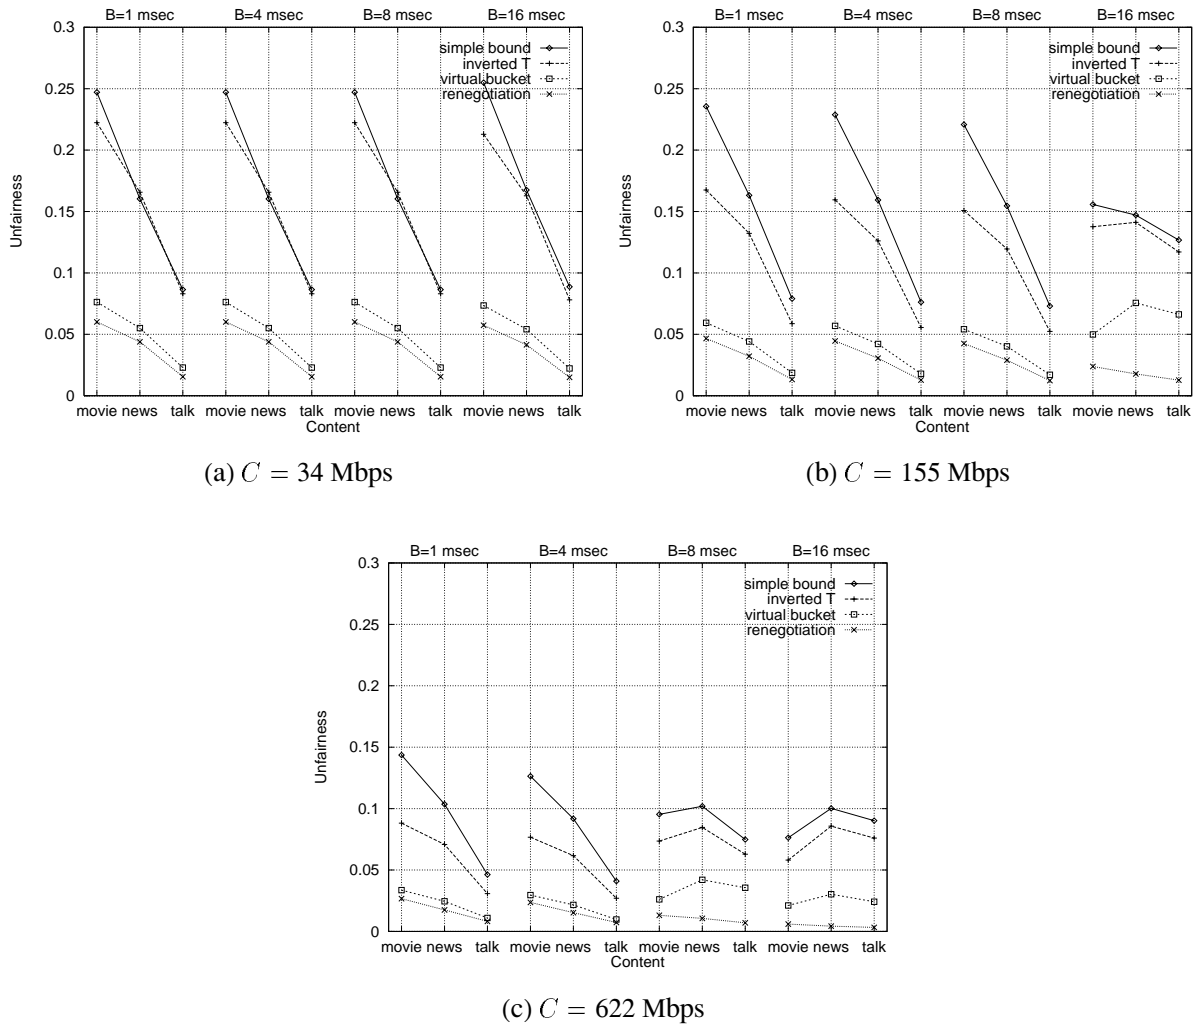 B=1 msec B=4 msec B=8 msec B=16 msec
0.3
simple bound
inverted T
virtual bucket
renegotiation
0.25
0.2
0.15
0.1
0.05
0
Unfairness
movie news talk movie news talk movie news talk movie news talk
Content
(a) C = 34 Mbps
B=1 msec B=4 msec B=8 msec B=16 msec
0.3
simple bound
inverted T
virtual bucket
renegotiation
0.25
0.2
0.15
0.1
0.05
0
Unfairness
movie news talk movie news talk movie news talk movie news talk
Content
(b) C = 155 Mbps
B=1 msec B=4 msec B=8 msec B=16 msec
0.3
simple bound
inverted T
virtual bucket
renegotiation
0.25
0.2
0.15
0.1
0.05
0
Unfairness
movie news talk movie news talk movie news talk movie news talk
Content
(c) C = 622 Mbps